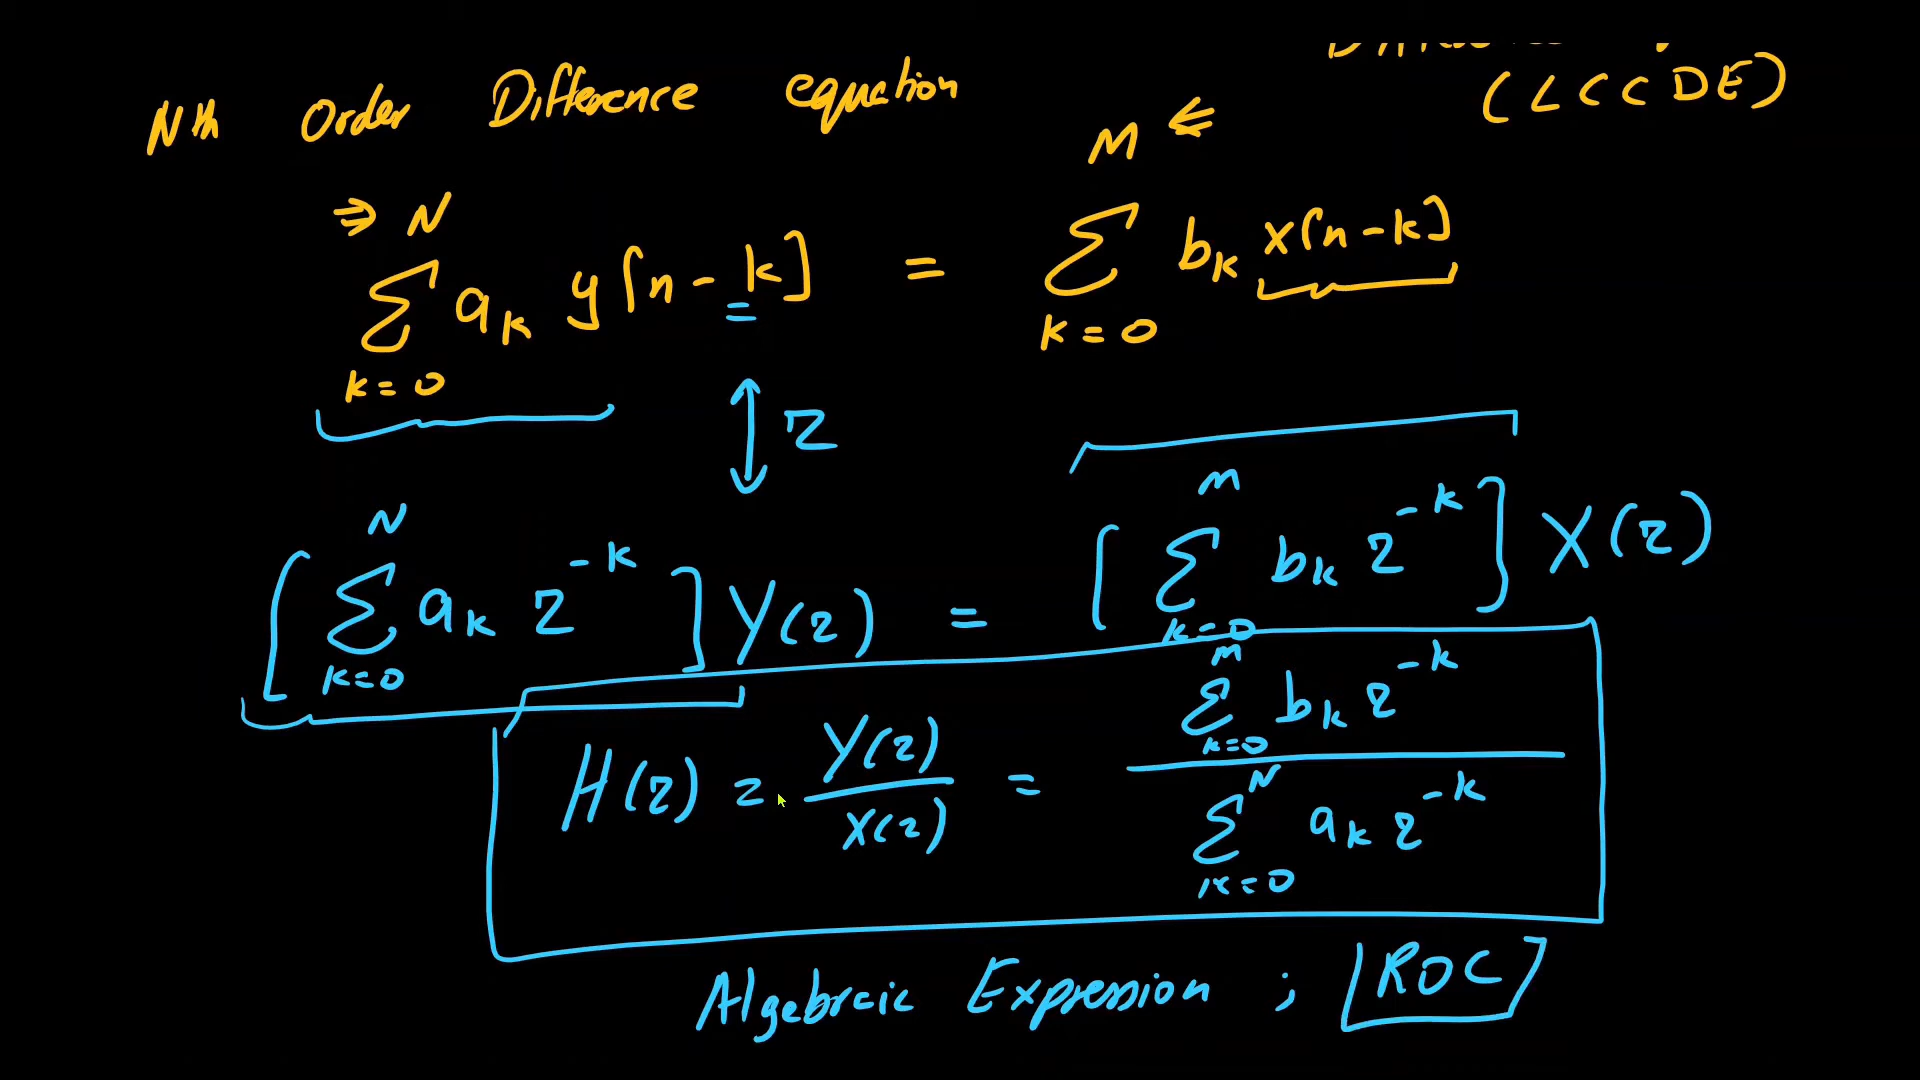 Nth Order Difference equation
(LCCDE)
⇒ N M ⇐
∑ a_k y[n-k] = ∑ b_k x[n-k]
k=0 k=0
↕ Z
N M
[∑ a_k z^-k] Y(z) = [∑ b_k z^-k] X(z)
k=0 k=0
M
∑ b_k z^-k
k=0
H(z) = Y(z)/X(z) =
N
∑ a_k z^-k
k=0
Algebraic Expression ; [ROC]